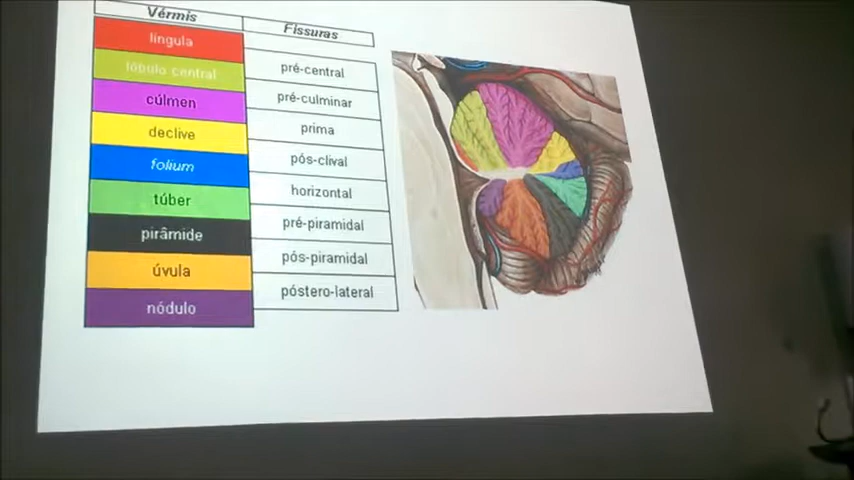 Vérmis
Fissuras
língula
lóbulo central
pré-central
cúlmen
pré-culminar
declive
prima
folium
pós-clival
túber
horizontal
pirâmide
pré-piramidal
úvula
pós-piramidal
nódulo
póstero-lateral